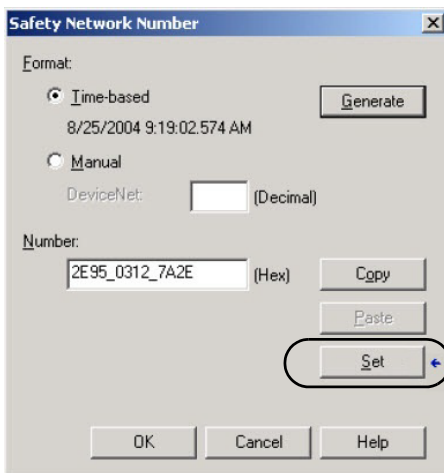 Safety Network Number
Format:
Time-based
Generate
8/25/2004 9:19:02.574 AM
Manual
DeviceNet:
(Decimal)
Number:
2E95_0312_7A2E
(Hex)
Copy
Paste
Set
OK
Cancel
Help